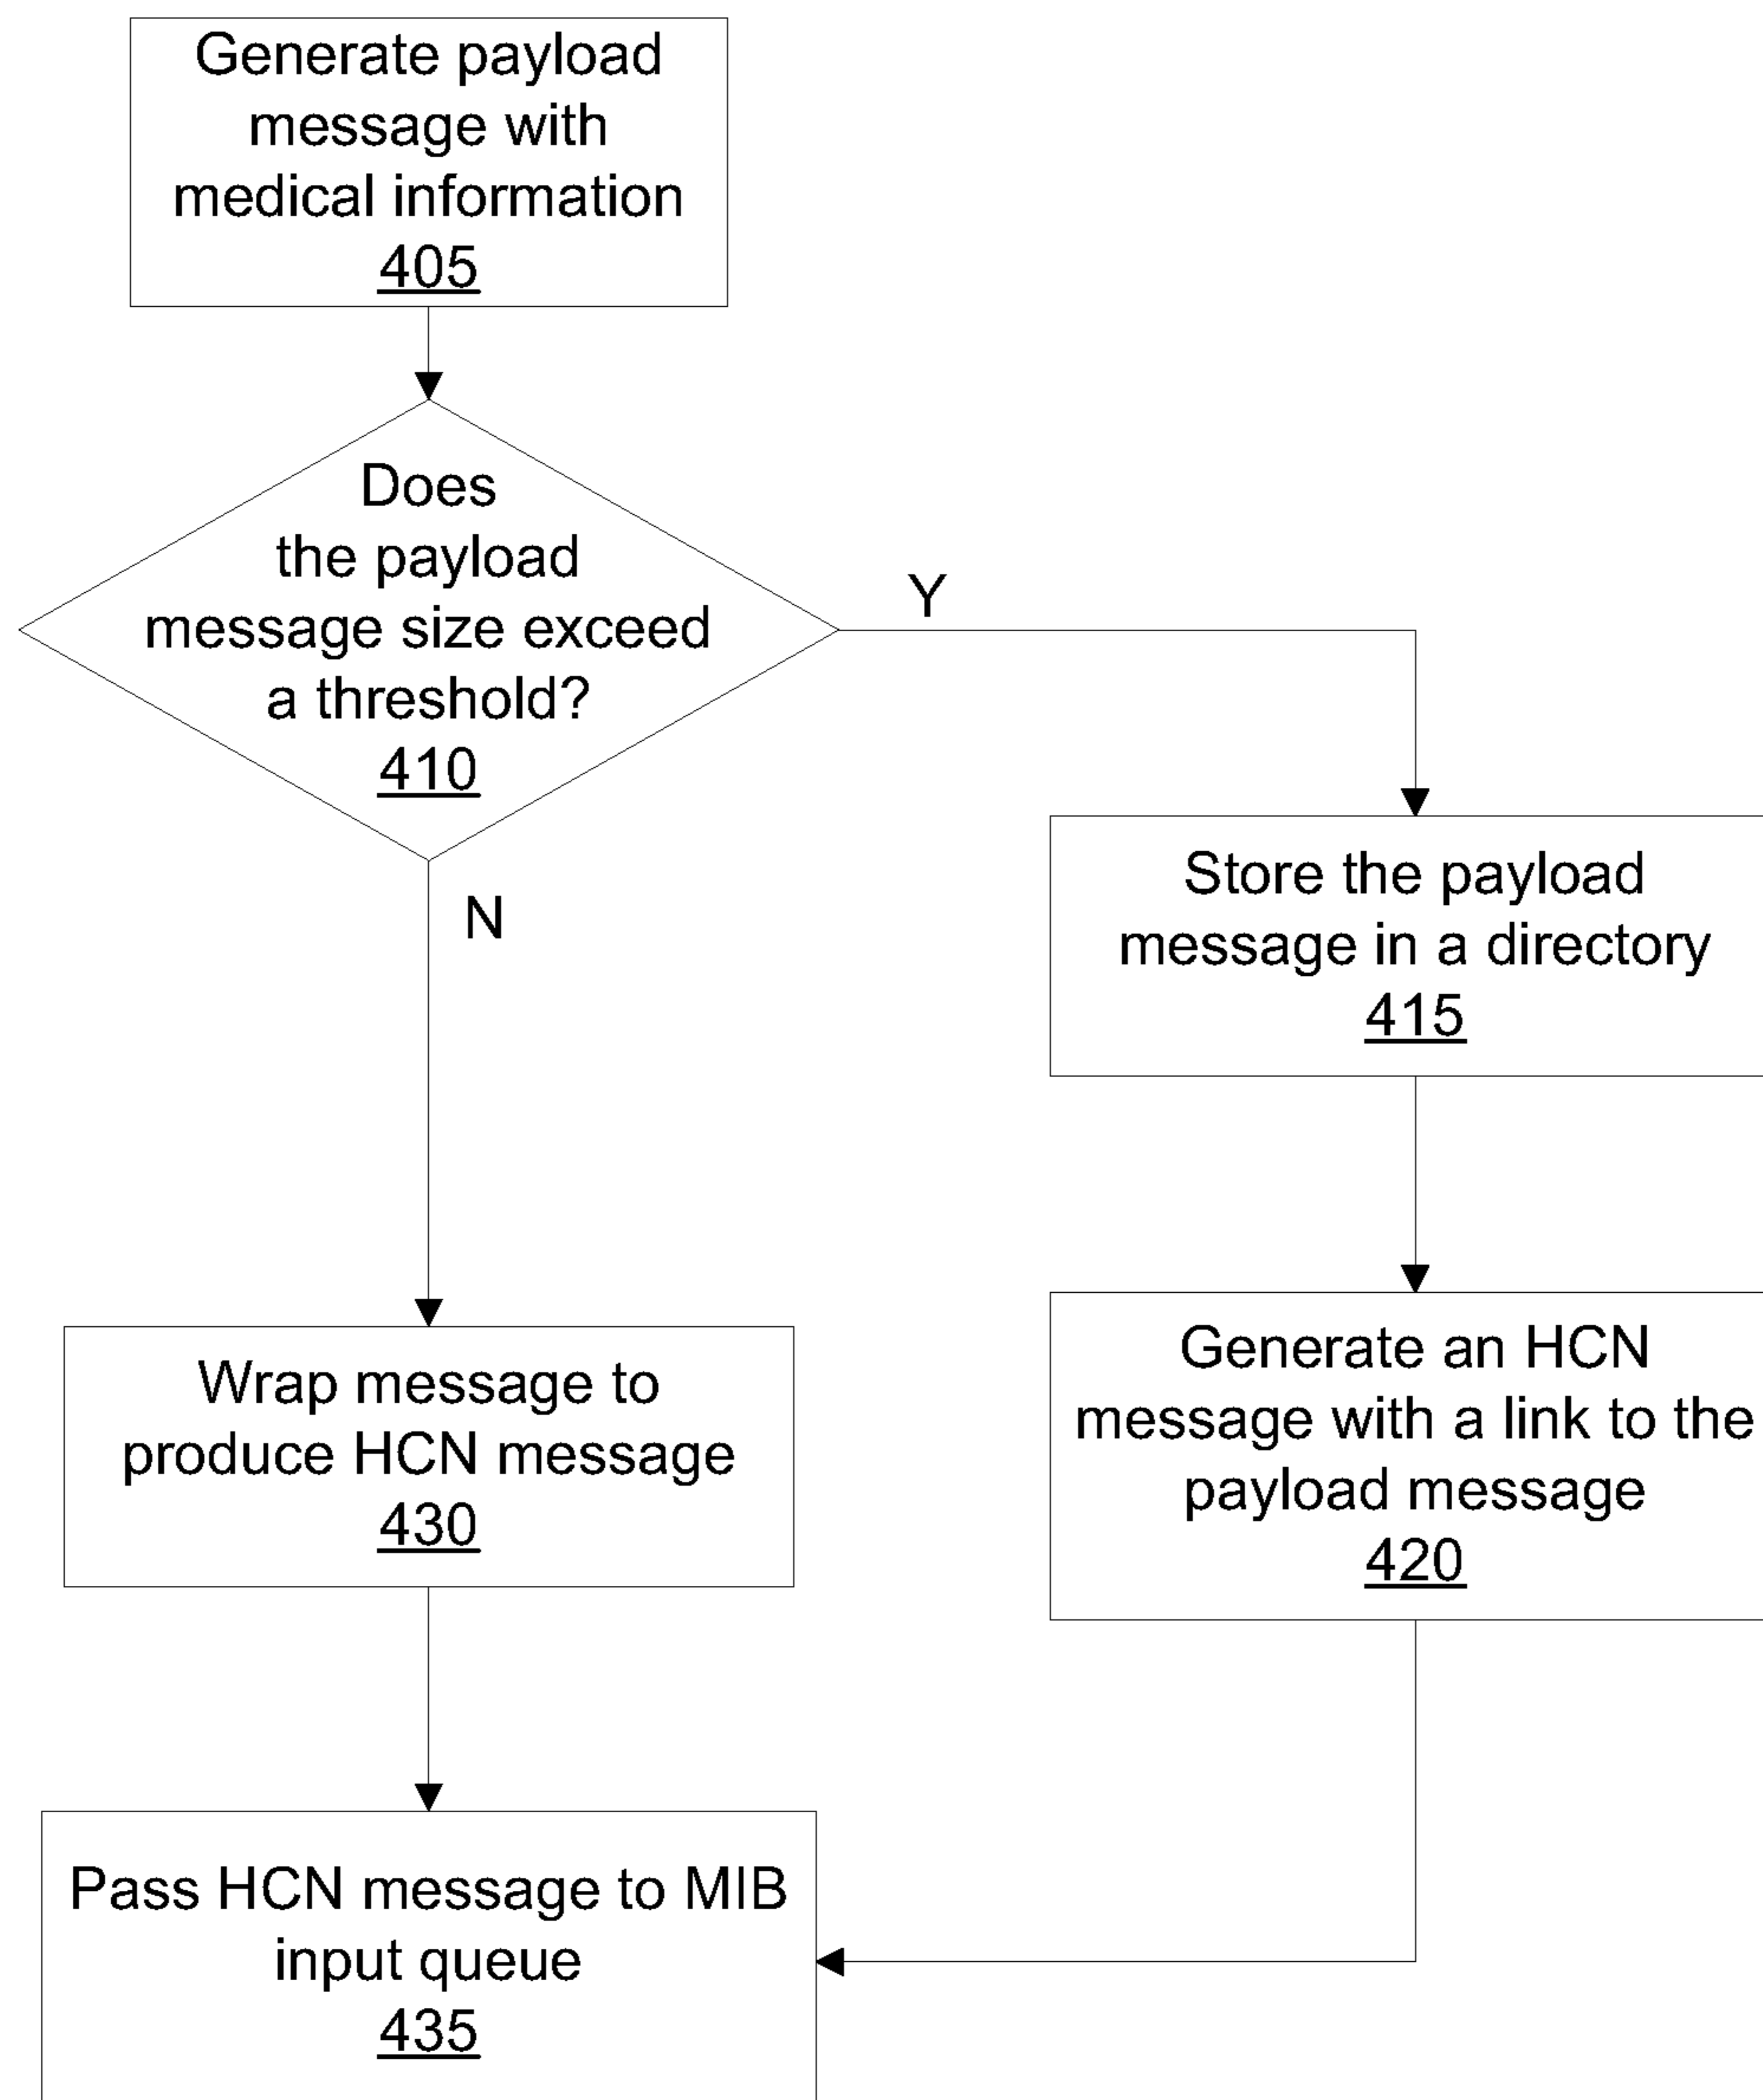 Generate payload
message with
medical information
405
Does
the payload
message size exceed
a threshold?
410
Y
N
Store the payload
message in a directory
415
Generate an HCN
message with a link to the
payload message
420
Wrap message to
produce HCN message
430
Pass HCN message to MIB
input queue
435